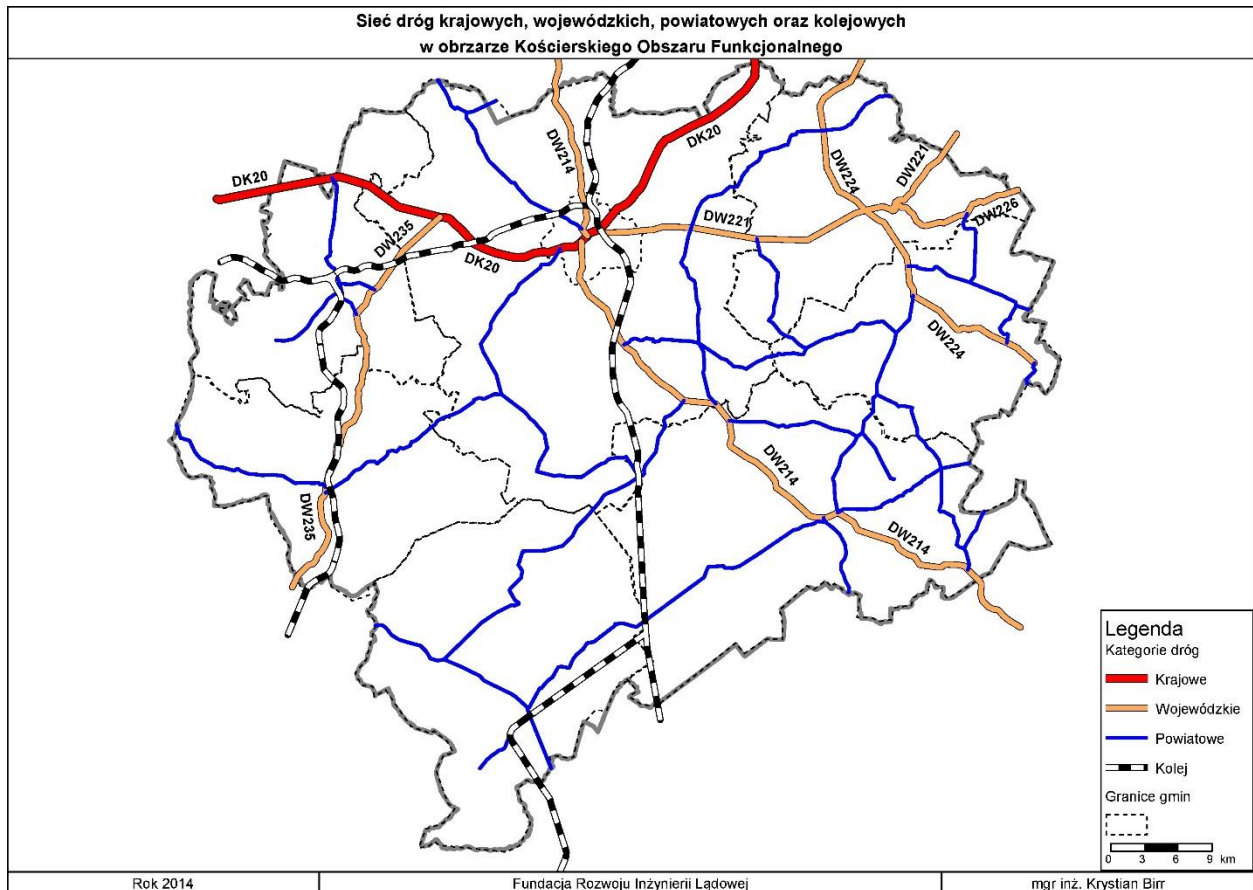 Sieć dróg krajowych, wojewódzkich, powiatowych oraz kolejowych
w obrzarze Kościerskiego Obszaru Funkcjonalnego
DK20
DW214
DK20
DW224
DW221
DW221
DW226
DW235
DK20
DW224
DW214
DW235
DW214
Legenda
Kategorie dróg
Krajowe
Wojewódzkie
Powiatowe
Kolej
Granice gmin
0 3 6 9 km
Rok 2014
Fundacja Rozwoju Inżynierii Lądowej
mgr inż. Krystian Birr